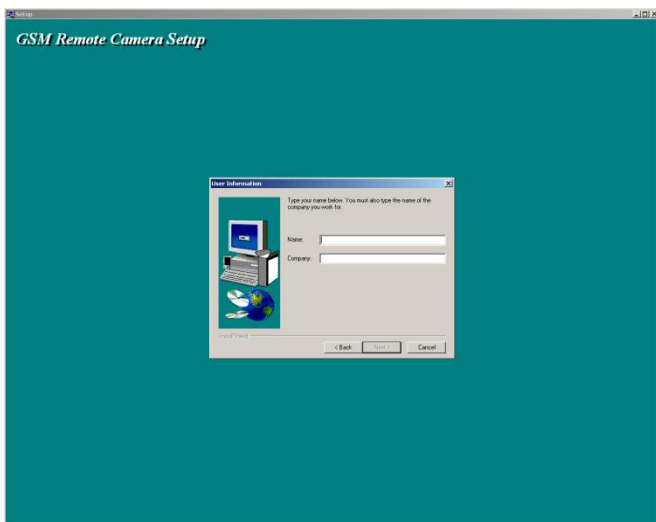 Setup
GSM Remote Camera Setup
User Information
Type your name below. You must also type the name of the
company you work for.
Name:
Company:
InstallShield
< Back
Next >
Cancel